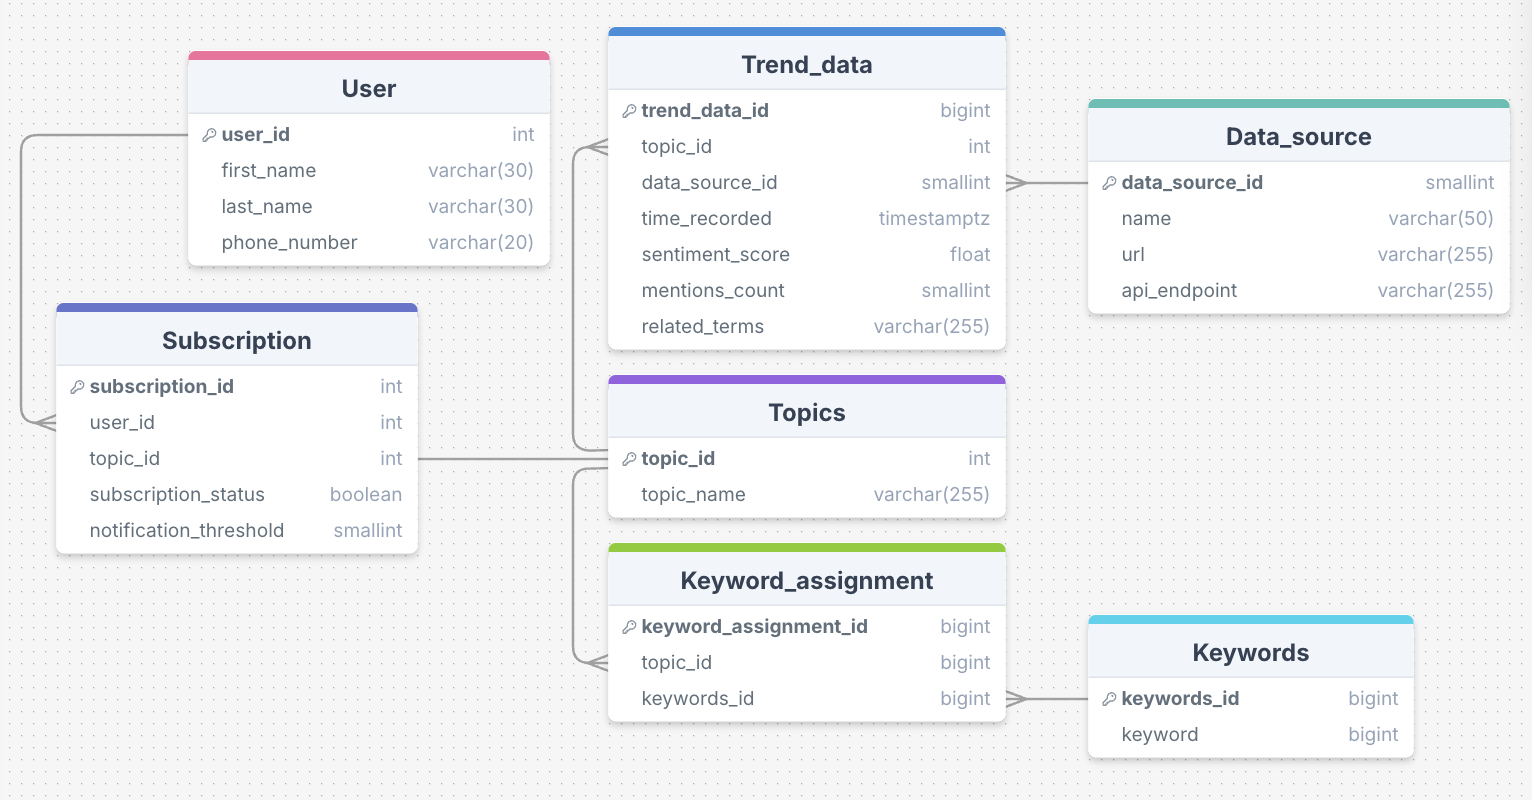 User
user_id int
first_name varchar(30)
last_name varchar(30)
phone_number varchar(20)
Subscription
subscription_id int
user_id int
topic_id int
subscription_status boolean
notification_threshold smallint
Trend_data
trend_data_id bigint
topic_id int
data_source_id smallint
time_recorded timestamptz
sentiment_score float
mentions_count smallint
related_terms varchar(255)
Topics
topic_id int
topic_name varchar(255)
Keyword_assignment
keyword_assignment_id bigint
topic_id bigint
keywords_id bigint
Data_source
data_source_id smallint
name varchar(50)
url varchar(255)
api_endpoint varchar(255)
Keywords
keywords_id bigint
keyword bigint